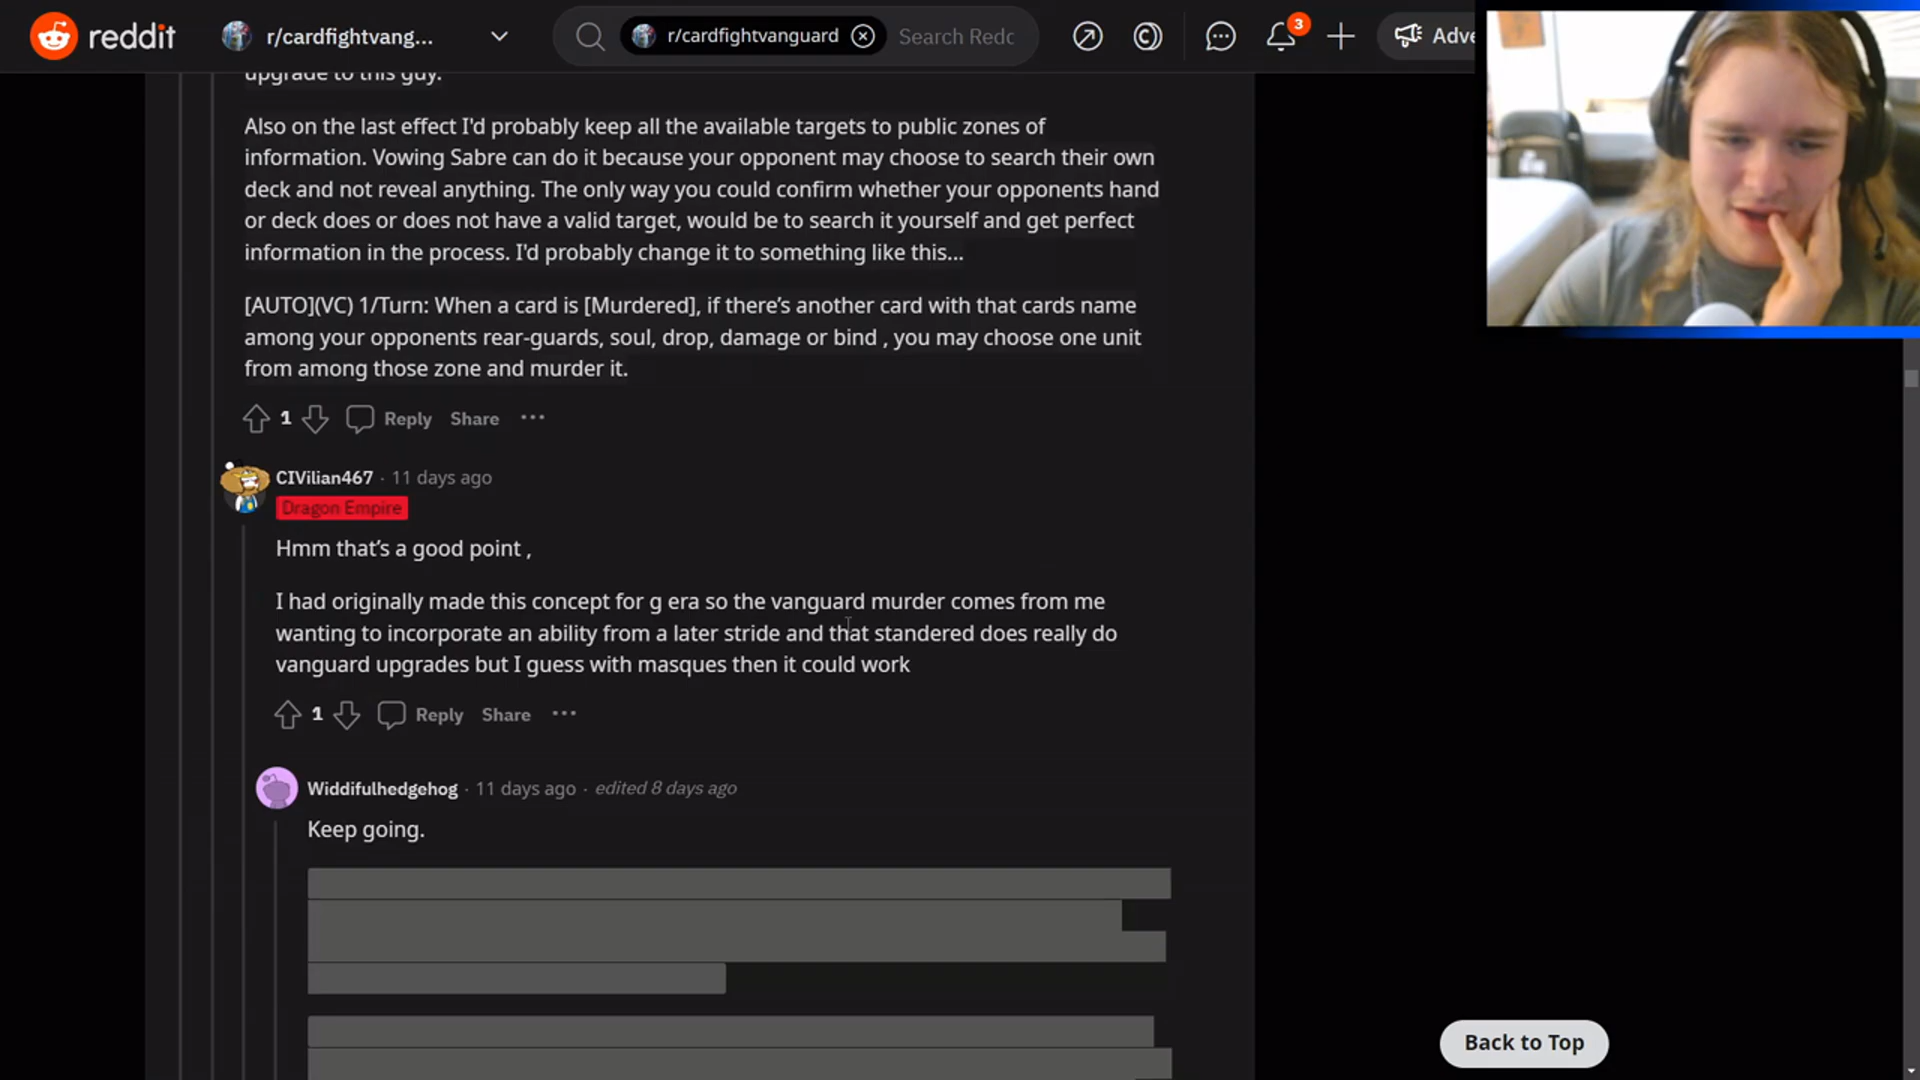 reddit
r/cardfightvang...
r/cardfightvanguard
Search Redc
3
Adve
upgrade to this guy.
Also on the last effect I'd probably keep all the available targets to public zones of
information. Vowing Sabre can do it because your opponent may choose to search their own
deck and not reveal anything. The only way you could confirm whether your opponents hand
or deck does or does not have a valid target, would be to search it yourself and get perfect
information in the process. I'd probably change it to something like this...
[AUTO](VC) 1/Turn: When a card is [Murdered], if there’s another card with that cards name
among your opponents rear-guards, soul, drop, damage or bind , you may choose one unit
from among those zone and murder it.
1 Reply Share ...
CIVilian467 · 11 days ago
Dragon Empire
Hmm that’s a good point ,
I had originally made this concept for g era so the vanguard murder comes from me
wanting to incorporate an ability from a later stride and that standered does really do
vanguard upgrades but I guess with masques then it could work
1 Reply Share ...
Widdifulhedgehog · 11 days ago · edited 8 days ago
Keep going.
Back to Top